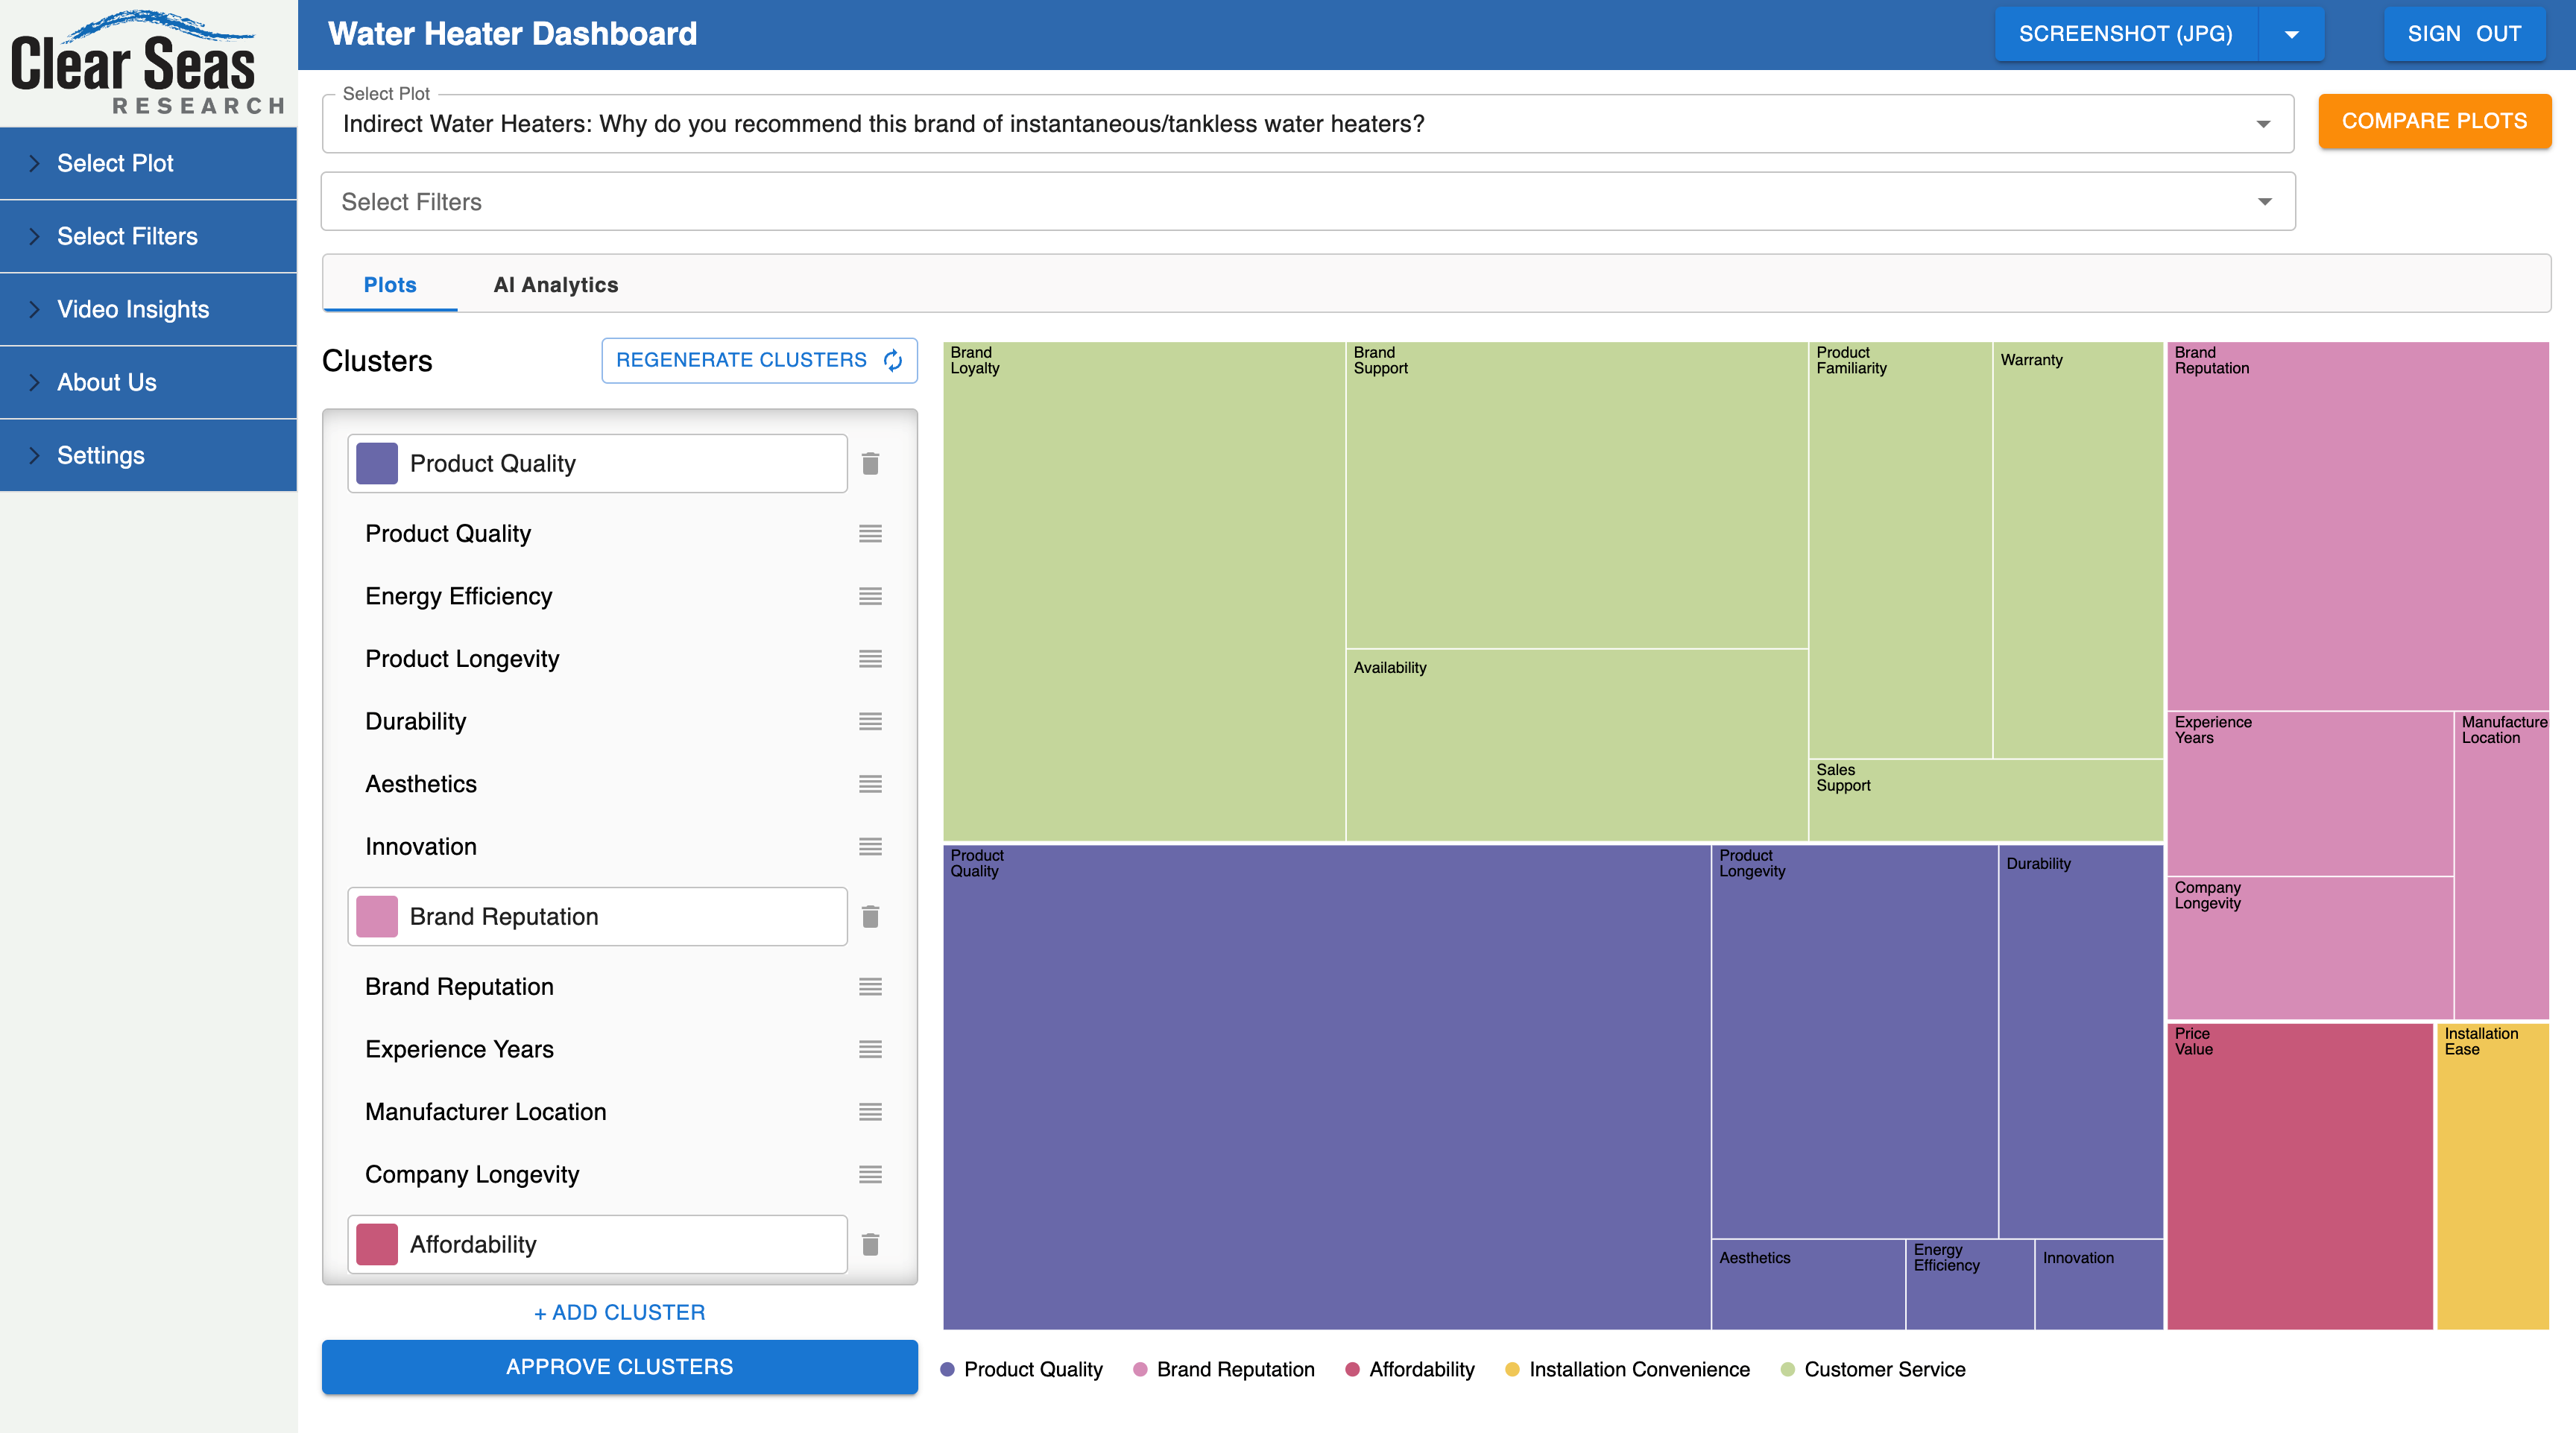 Clear Seas
RESEARCH
Water Heater Dashboard
SCREENSHOT (JPG)
SIGN OUT
Select Plot
Select Filters
Video Insights
About Us
Settings
Select Plot
Indirect Water Heaters: Why do you recommend this brand of instantaneous/tankless water heaters?
COMPARE PLOTS
Select Filters
Plots
AI Analytics
Clusters
REGENERATE CLUSTERS
Product Quality
Product Quality
Energy Efficiency
Product Longevity
Durability
Aesthetics
Innovation
Brand Reputation
Brand Reputation
Experience Years
Manufacturer Location
Company Longevity
Affordability
+ ADD CLUSTER
APPROVE CLUSTERS
Brand
Loyalty
Brand
Support
Product
Familiarity
Warranty
Availability
Sales
Support
Brand
Reputation
Experience
Years
Manufacture
Location
Company
Longevity
Product
Quality
Product
Longevity
Durability
Aesthetics
Energy
Efficiency
Innovation
Price
Value
Installation
Ease
Product Quality
Brand Reputation
Affordability
Installation Convenience
Customer Service